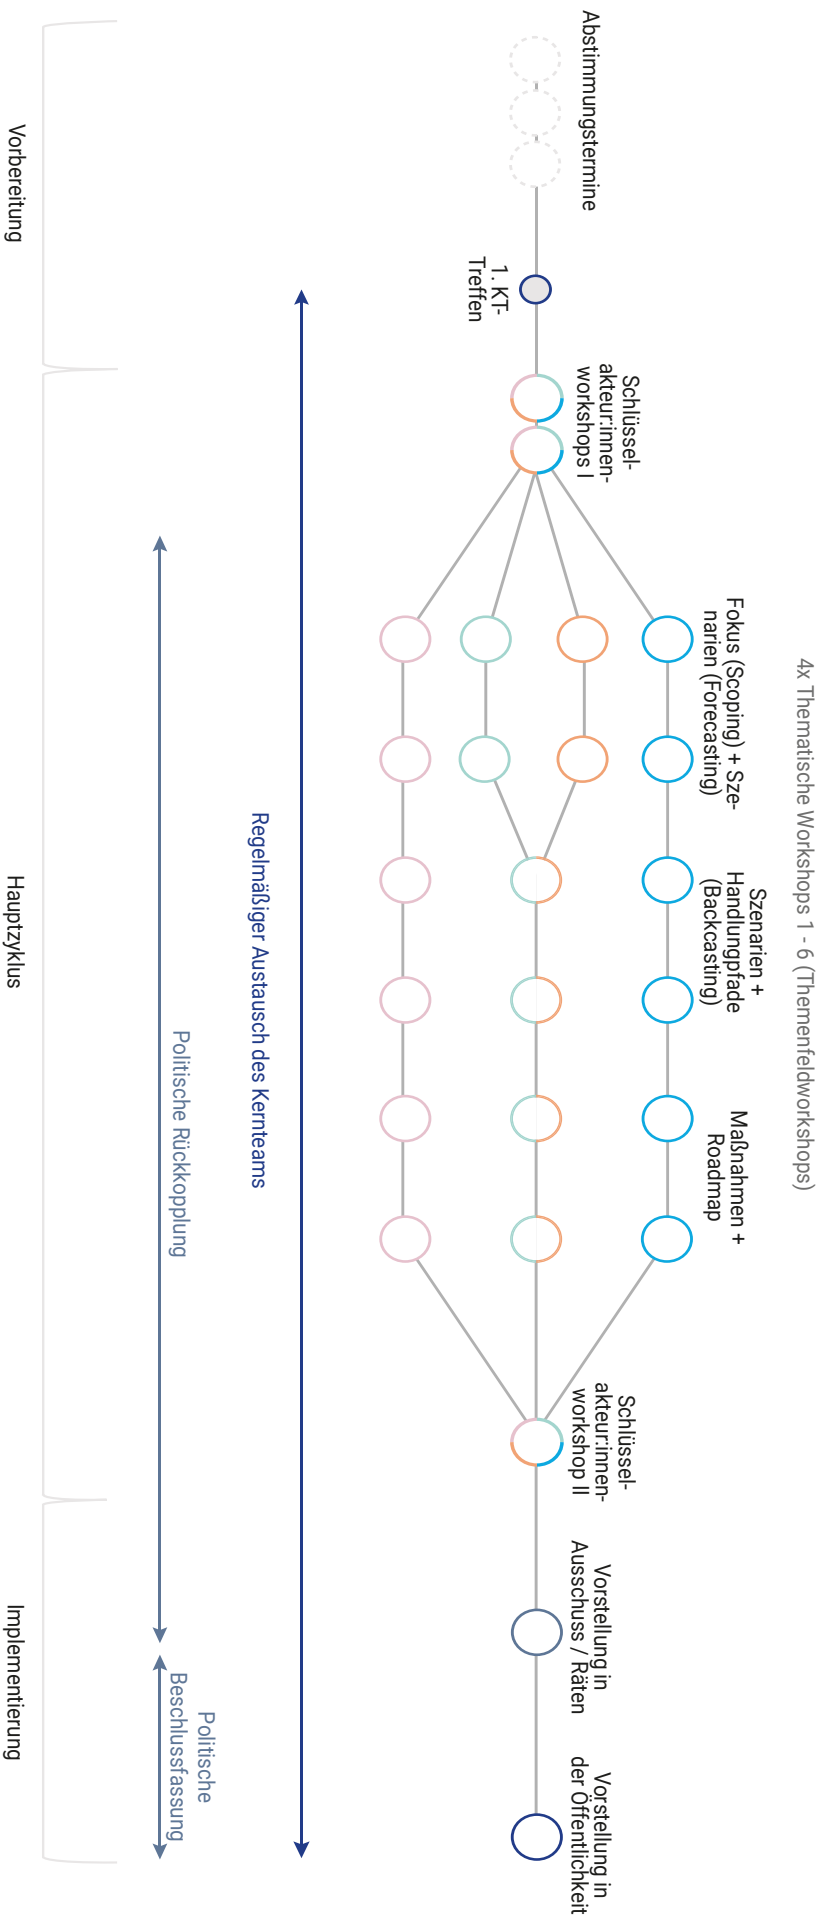 4x Thematische Workshops 1 - 6 (Themenfeldworkshops)
Fokus (Scoping) + Sze-
narien (Forecasting)
Szenarien +
Handlungpfade
(Backcasting)
Maßnahmen +
Roadmap
Abstimmungstermine
1. KT-
Treffen
Schlüssel-
akteur:innen-
workshops I
Schlüssel-
akteur:innen-
workshop II
Vorstellung in
Ausschuss / Räten
Vorstellung in
der Öffentlichkeit
Regelmäßiger Austausch des Kernteams
Politische Rückkopplung
Politische
Beschlussfassung
Vorbereitung
Hauptzyklus
Implementierung